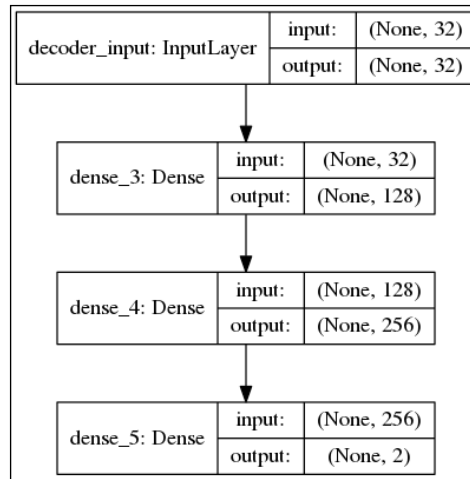 decoder_input: InputLayer
input: (None, 32)
output: (None, 32)
dense_3: Dense
input: (None, 32)
output: (None, 128)
dense_4: Dense
input: (None, 128)
output: (None, 256)
dense_5: Dense
input: (None, 256)
output: (None, 2)